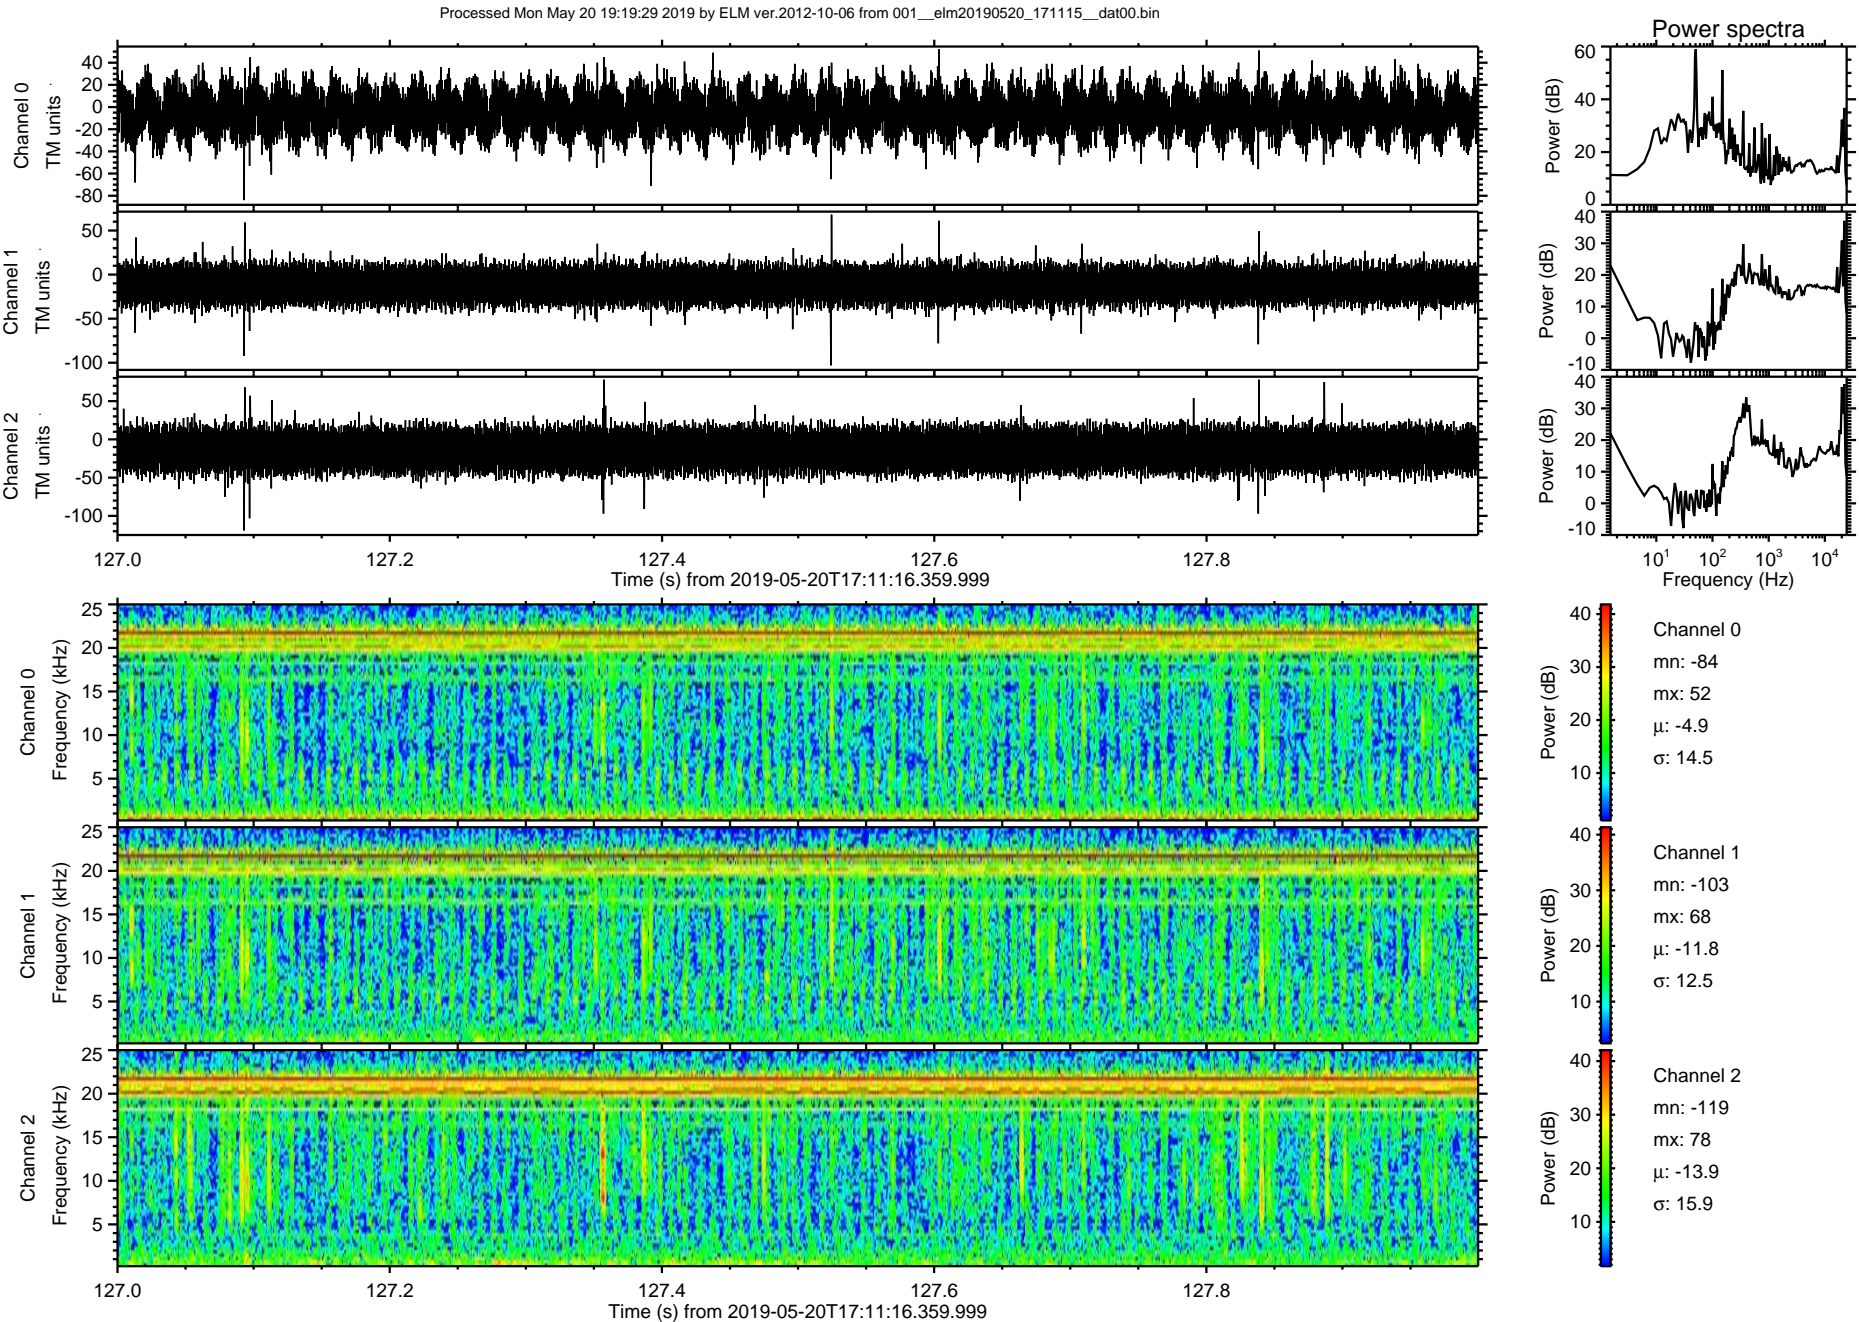 Processed Mon May 20 19:19:29 2019 by ELM ver.2012-10-06 from 001__elm20190520_171115__dat00.bin
Power spectra
Channel 0
TM units
40
20
0
-20
-40
-60
-80
Power (dB)
60
40
20
0
Channel 1
TM units
50
0
-50
-100
Power (dB)
40
30
20
10
0
-10
Channel 2
TM units
50
0
-50
-100
Power (dB)
40
30
20
10
0
-10
127.0 127.2 127.4 127.6 127.8
Time (s) from 2019-05-20T17:11:16.359.999
10¹ 10² 10³ 10⁴
Frequency (Hz)
Channel 0
Frequency (kHz)
25
20
15
10
5
Power (dB)
40
30
20
10
Channel 0
mn: -84
mx: 52
µ: -4.9
σ: 14.5
Channel 1
Frequency (kHz)
25
20
15
10
5
Power (dB)
40
30
20
10
Channel 1
mn: -103
mx: 68
µ: -11.8
σ: 12.5
Channel 2
Frequency (kHz)
25
20
15
10
5
Power (dB)
40
30
20
10
Channel 2
mn: -119
mx: 78
µ: -13.9
σ: 15.9
127.0 127.2 127.4 127.6 127.8
Time (s) from 2019-05-20T17:11:16.359.999